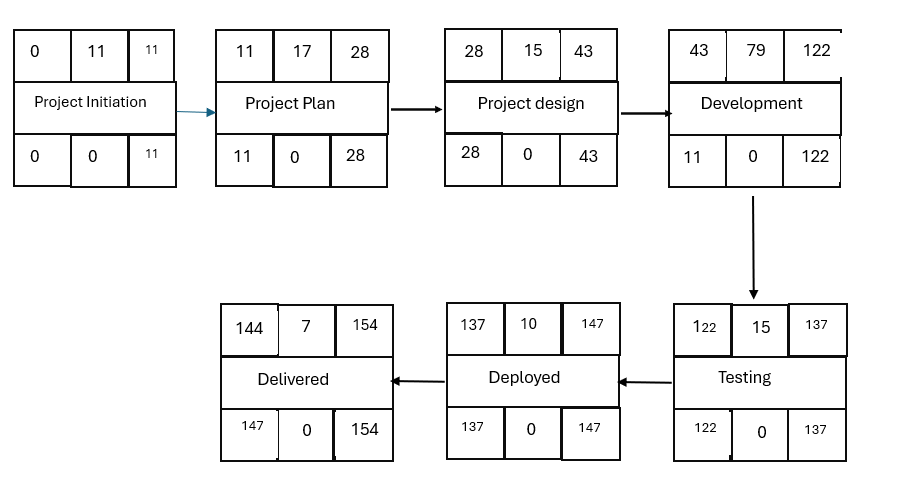 0 11 11
Project Initiation
0 0 11
11 17 28
Project Plan
11 0 28
28 15 43
Project design
28 0 43
43 79 122
Development
11 0 122
122 15 137
Testing
122 0 137
137 10 147
Deployed
137 0 147
144 7 154
Delivered
147 0 154